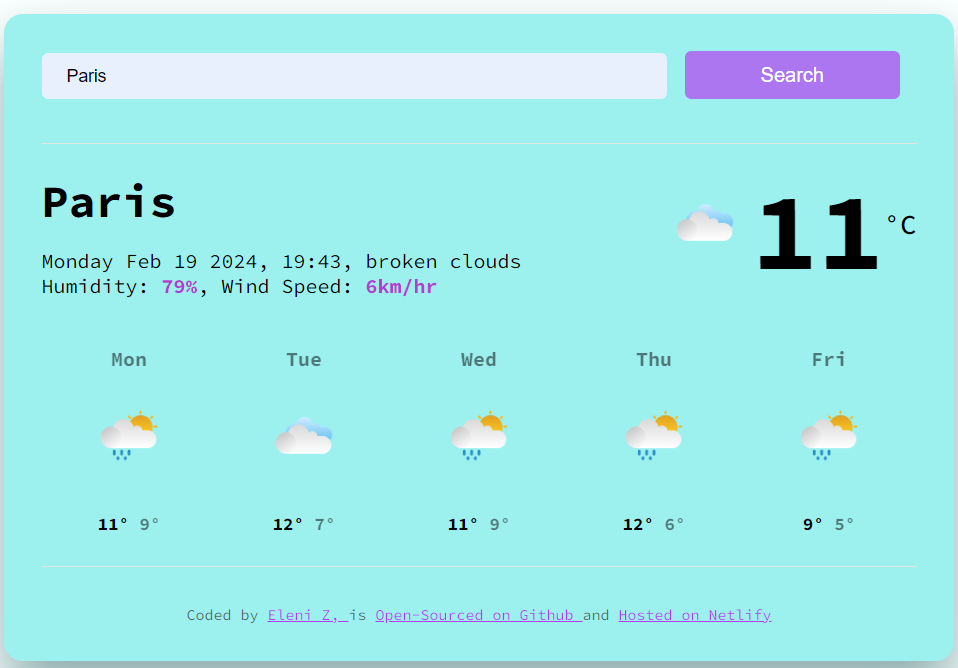 Paris Search
Paris
11 °C
Monday Feb 19 2024, 19:43, broken clouds
Humidity: 79%, Wind Speed: 6km/hr
Mon Tue Wed Thu Fri
11° 9° 12° 7° 11° 9° 12° 6° 9° 5°
Coded by Eleni Z, is Open-Sourced on Github and Hosted on Netlify